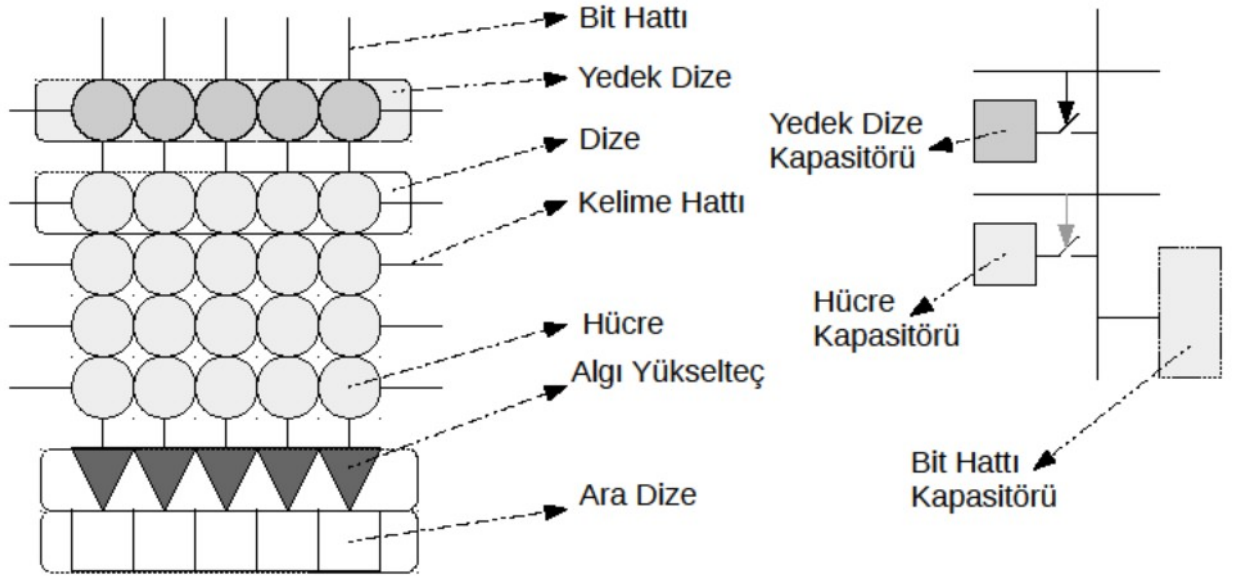 Bit Hattı
Yedek Dize
Dize
Kelime Hattı
Hücre
Algı Yükselteç
Ara Dize
Yedek Dize
Kapasitörü
Hücre
Kapasitörü
Bit Hattı
Kapasitörü